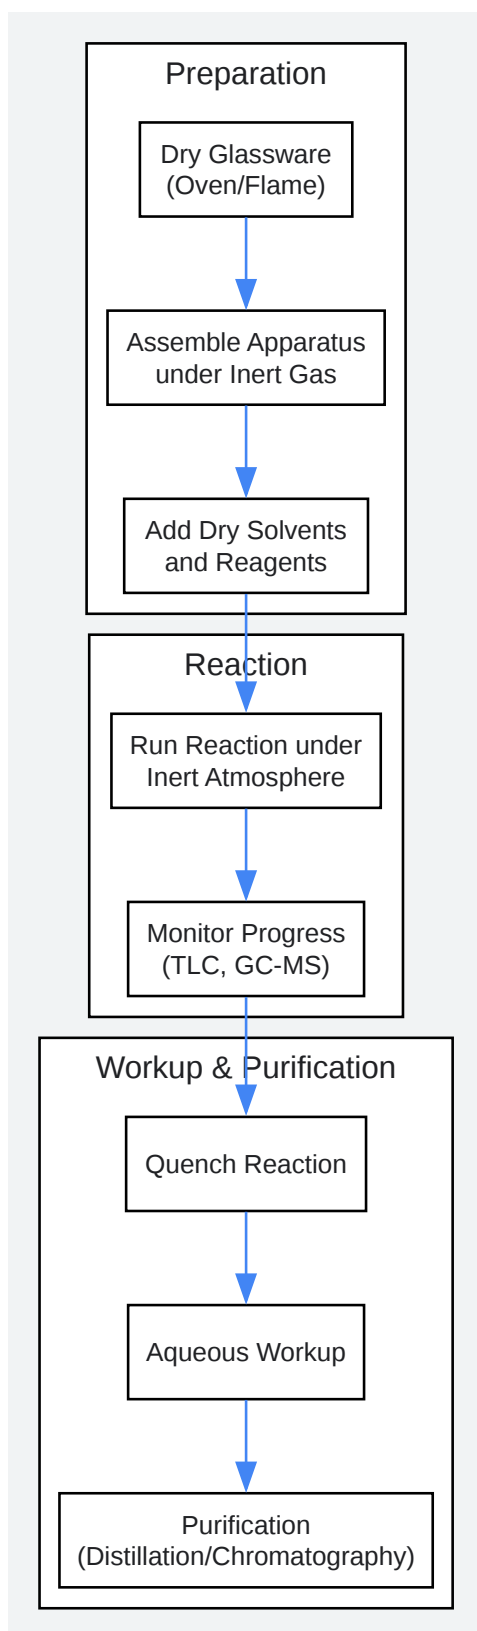 Preparation
Dry Glassware
(Oven/Flame)
Assemble Apparatus
under Inert Gas
Add Dry Solvents
and Reagents
Reaction
Run Reaction under
Inert Atmosphere
Monitor Progress
(TLC, GC-MS)
Workup & Purification
Quench Reaction
Aqueous Workup
Purification
(Distillation/Chromatography)